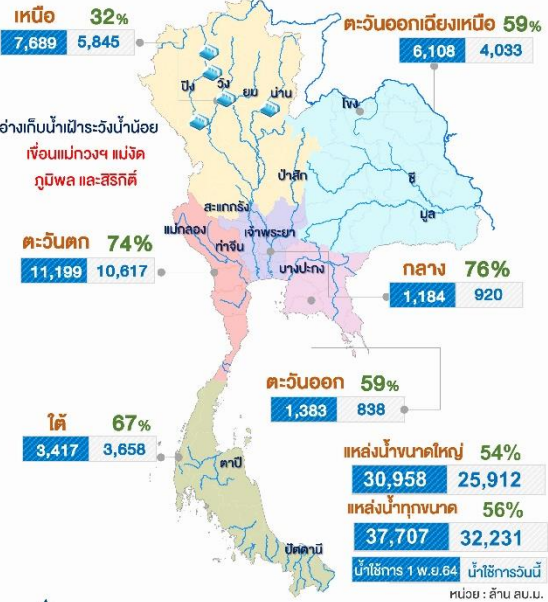 เหนือ 32%
7,689 5,845
ตะวันออกเฉียงเหนือ 59%
6,108 4,033
ปิง วัง ยม น่าน
โขง
อ่างเก็บน้ำเฝ้าระวังน้ำน้อย
เขื่อนแม่กวงฯ แม่งัด
ภูมิพล และสิริกิติ์
ป่าสัก
ชี
มูล
สะแกกรัง
แม่กลอง
ท่าจีน
เจ้าพระยา
บางปะกง
ตะวันตก 74%
11,199 10,617
กลาง 76%
1,184 920
ตะวันออก 59%
1,383 838
ใต้ 67%
3,417 3,658
ตาปี
ปัตตานี
แหล่งน้ำขนาดใหญ่ 54%
30,958 25,912
แหล่งน้ำทุกขนาด 56%
37,707 32,231
น้ำใช้การ 1 พ.ย.64 น้ำใช้การวันนี้
หน่วย : ล้าน ลบ.ม.